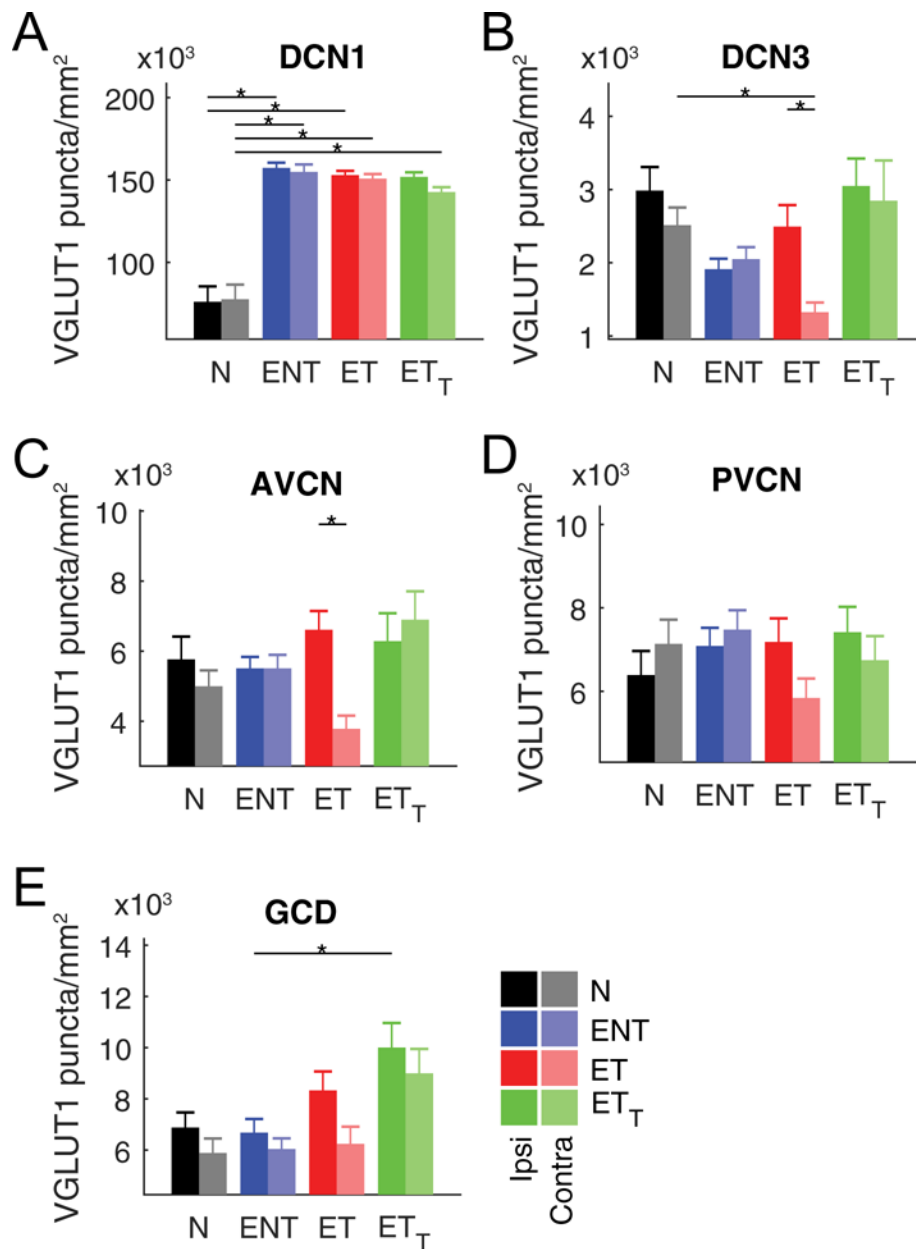 A
x10³
DCN1
VGLUT1 puncta/mm²
200
150
100
* * * * *
N ENT ET ET_T
B
x10³
DCN3
VGLUT1 puncta/mm²
4
3
2
1
* *
N ENT ET ET_T
C
x10³
AVCN
VGLUT1 puncta/mm²
10
8
6
4
*
N ENT ET ET_T
D
x10³
PVCN
VGLUT1 puncta/mm²
10
8
6
N ENT ET ET_T
E
x10³
GCD
VGLUT1 puncta/mm²
14
12
10
8
6
*
N ENT ET ET_T
N
ENT
ET
ET_T
Ipsi
Contra